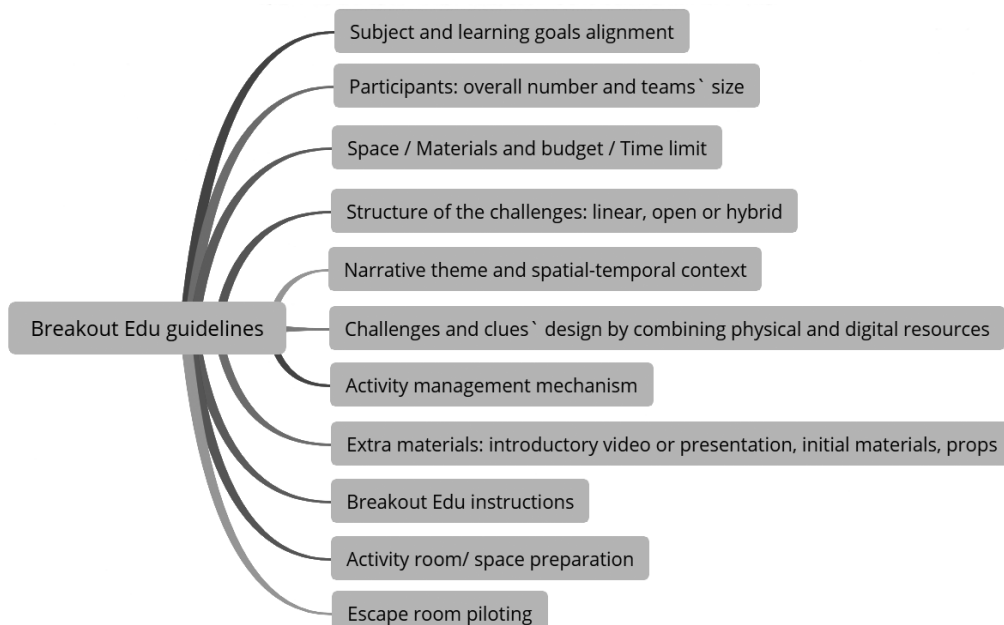 Subject and learning goals alignment
Participants: overall number and teams` size
Space / Materials and budget / Time limit
Structure of the challenges: linear, open or hybrid
Narrative theme and spatial-temporal context
Breakout Edu guidelines
Challenges and clues` design by combining physical and digital resources
Activity management mechanism
Extra materials: introductory video or presentation, initial materials, props
Breakout Edu instructions
Activity room/ space preparation
Escape room piloting